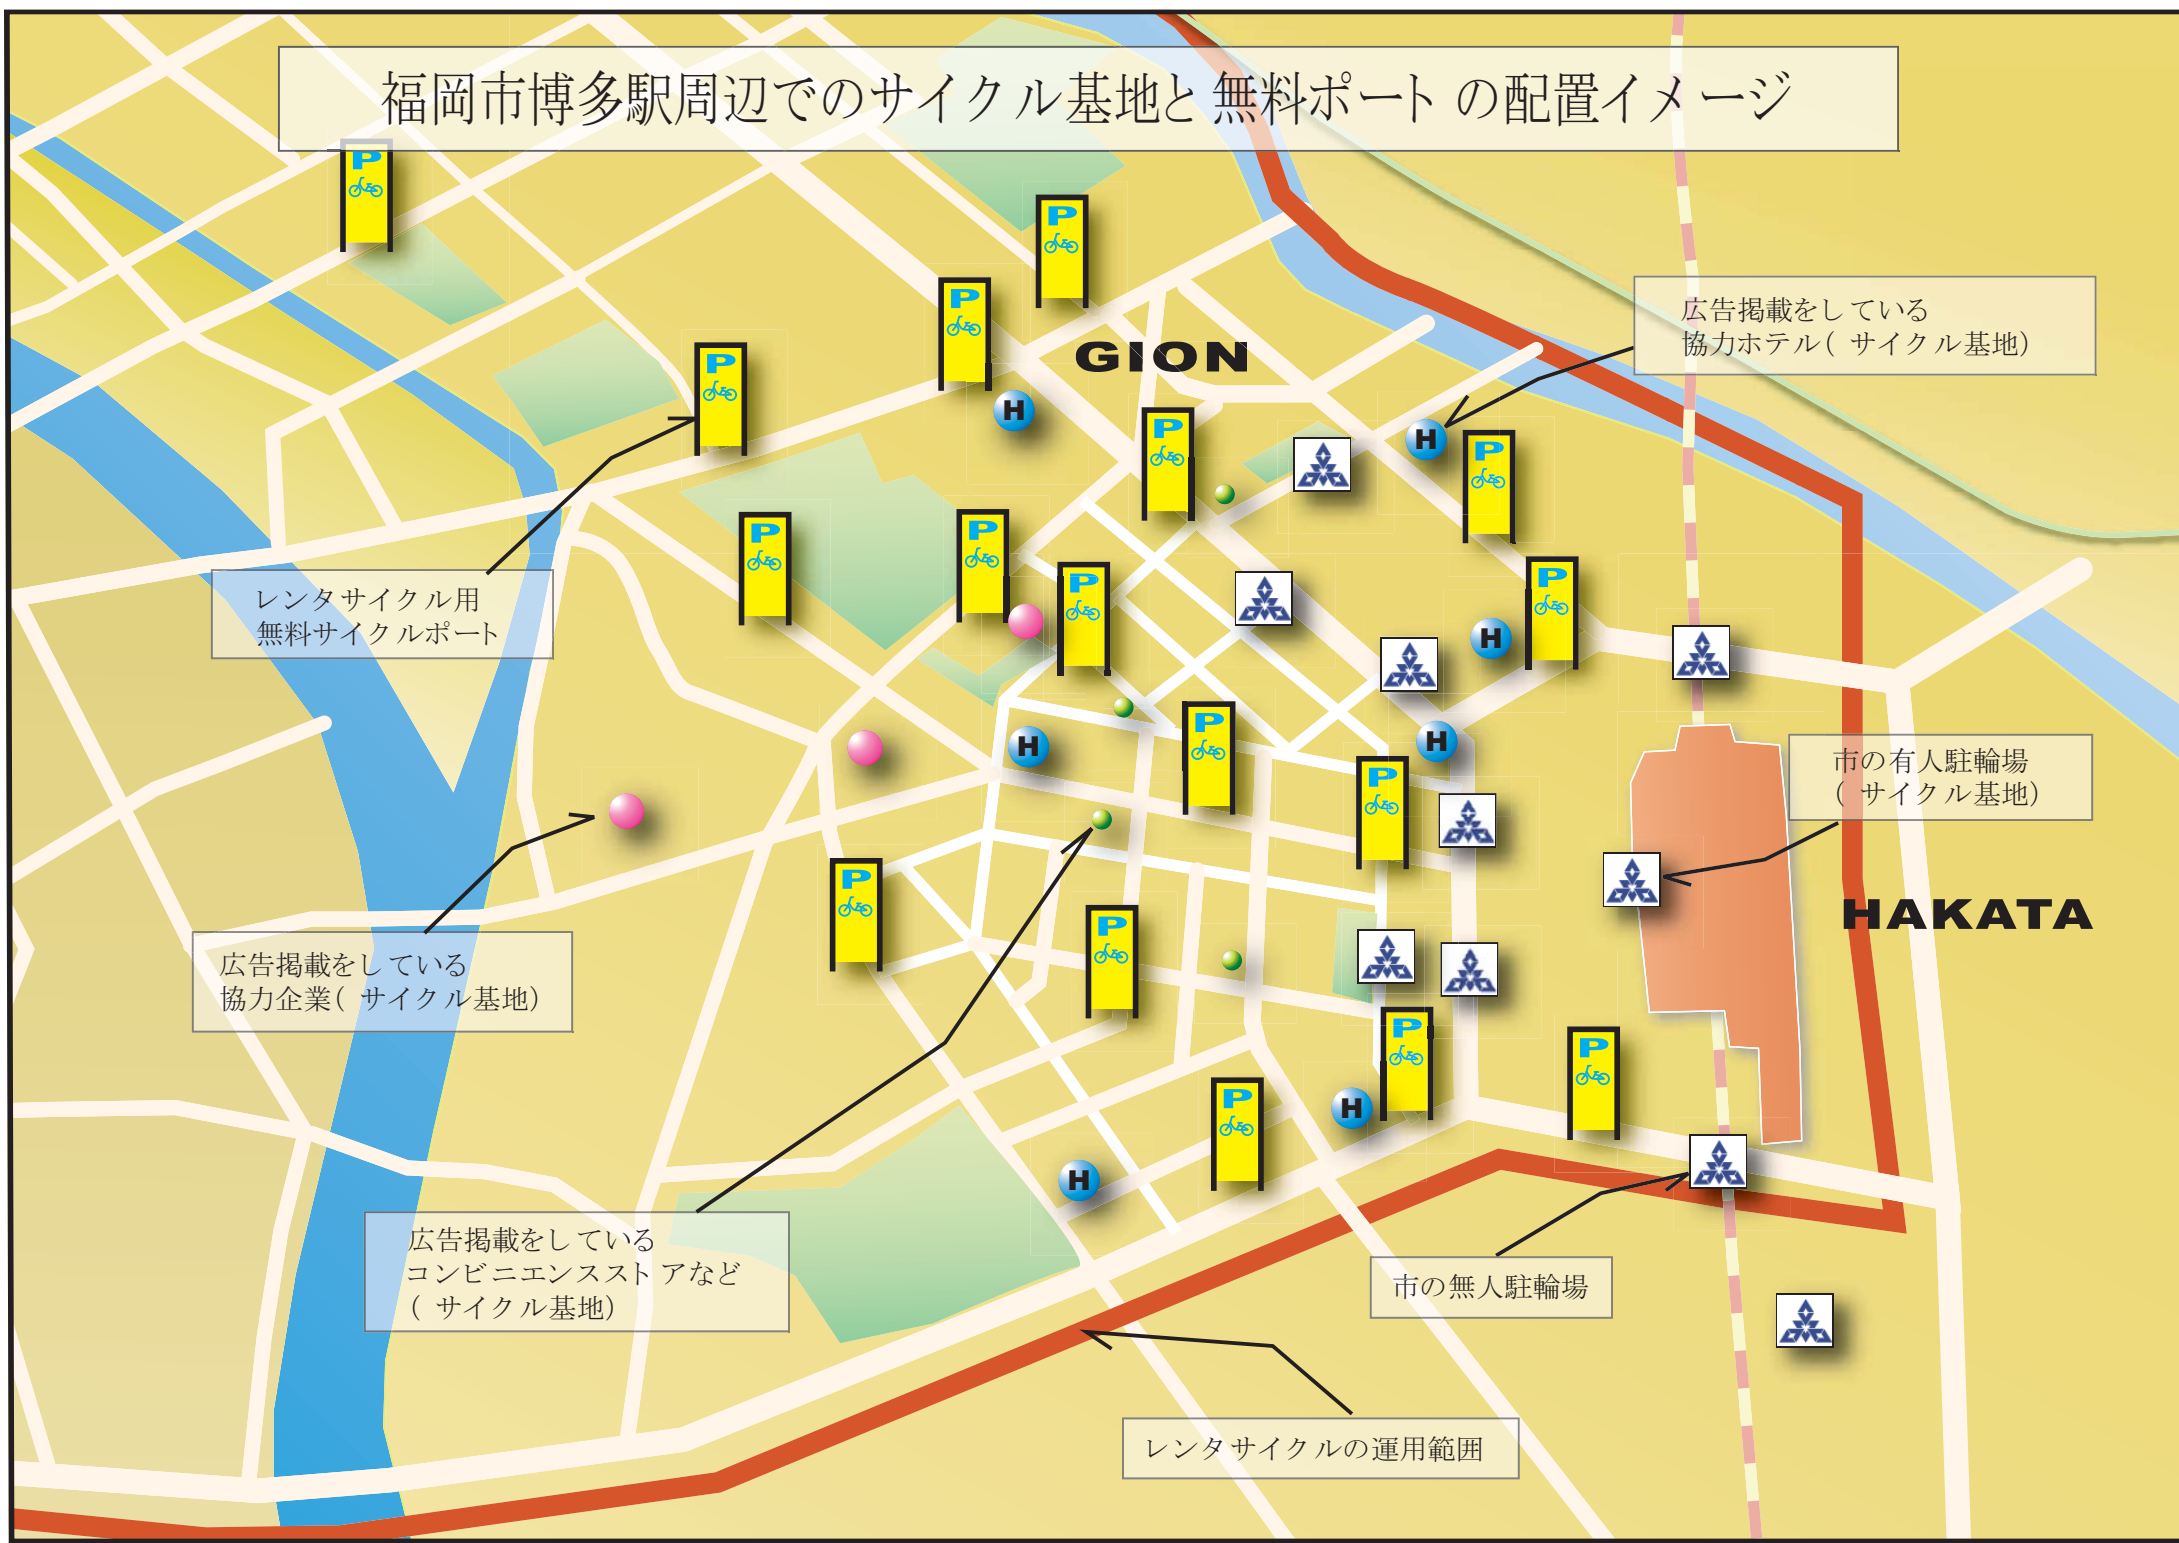 福岡市博多駅周辺でのサイクル基地と無料ポートの配置イメージ
P
P
P
GION
広告掲載をしている
協力ホテル(サイクル基地)
P
H
P
H
P
P
P
レンタサイクル用
無料サイクルポート
P
P
H
P
H
H
P
市の有人駐輪場
(サイクル基地)
P
P
HAKATA
P
広告掲載をしている
協力企業(サイクル基地)
P
P
P
H
H
広告掲載をしている
コンビニエンスストアなど
(サイクル基地)
市の無人駐輪場
レンタサイクルの運用範囲